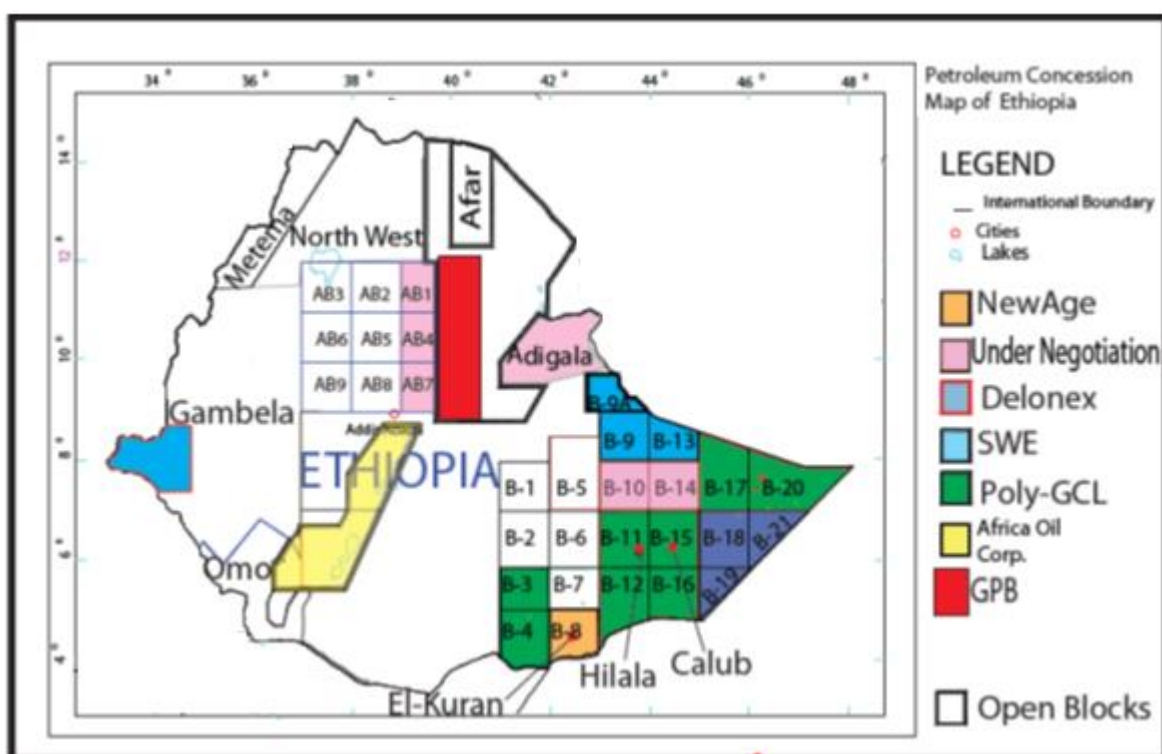 34 ° 36 ° 38 ° 40 ° 42 ° 44 ° 46 ° 48 °
Petroleum Concession
Map of Ethiopia
LEGEND
International Boundary
Cities
Lakes
NewAge
Under Negotiation
Delonex
SWE
Poly-GCL
Africa Oil
Corp.
GPB
Open Blocks
14 °
12 °
10 °
8 °
6 °
4 °
Afar
Metema
North West
AB3 AB2 AB1
AB6 AB5 AB4
AB9 AB8 AB7
Adigala
Gambela
ETHIOPIA
Omo
B-9A
B-9 B-13
B-1 B-5 B-10 B-14 B-17 B-20
B-2 B-6 B-11 B-15 B-18 B-21
B-3 B-7 B-12 B-16 B-19
B-4 B-8
Hilala Calub
El-Kuran